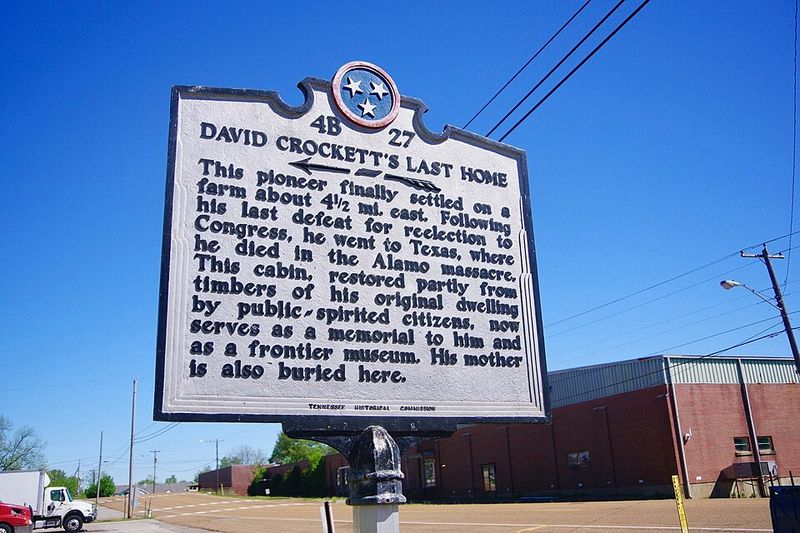 4B 27
DAVID CROCKETT'S LAST HOME
This pioneer finally settled on a
farm about 4½ mi. east. Following
his last defeat for reelection to
Congress, he went to Texas, where
he died in the Alamo massacre.
This cabin, restored partly from
timbers of his original dwelling
by public-spirited citizens, now
serves as a memorial to him and
as a frontier museum. His mother
is also buried here.
TENNESSEE HISTORICAL COMMISSION